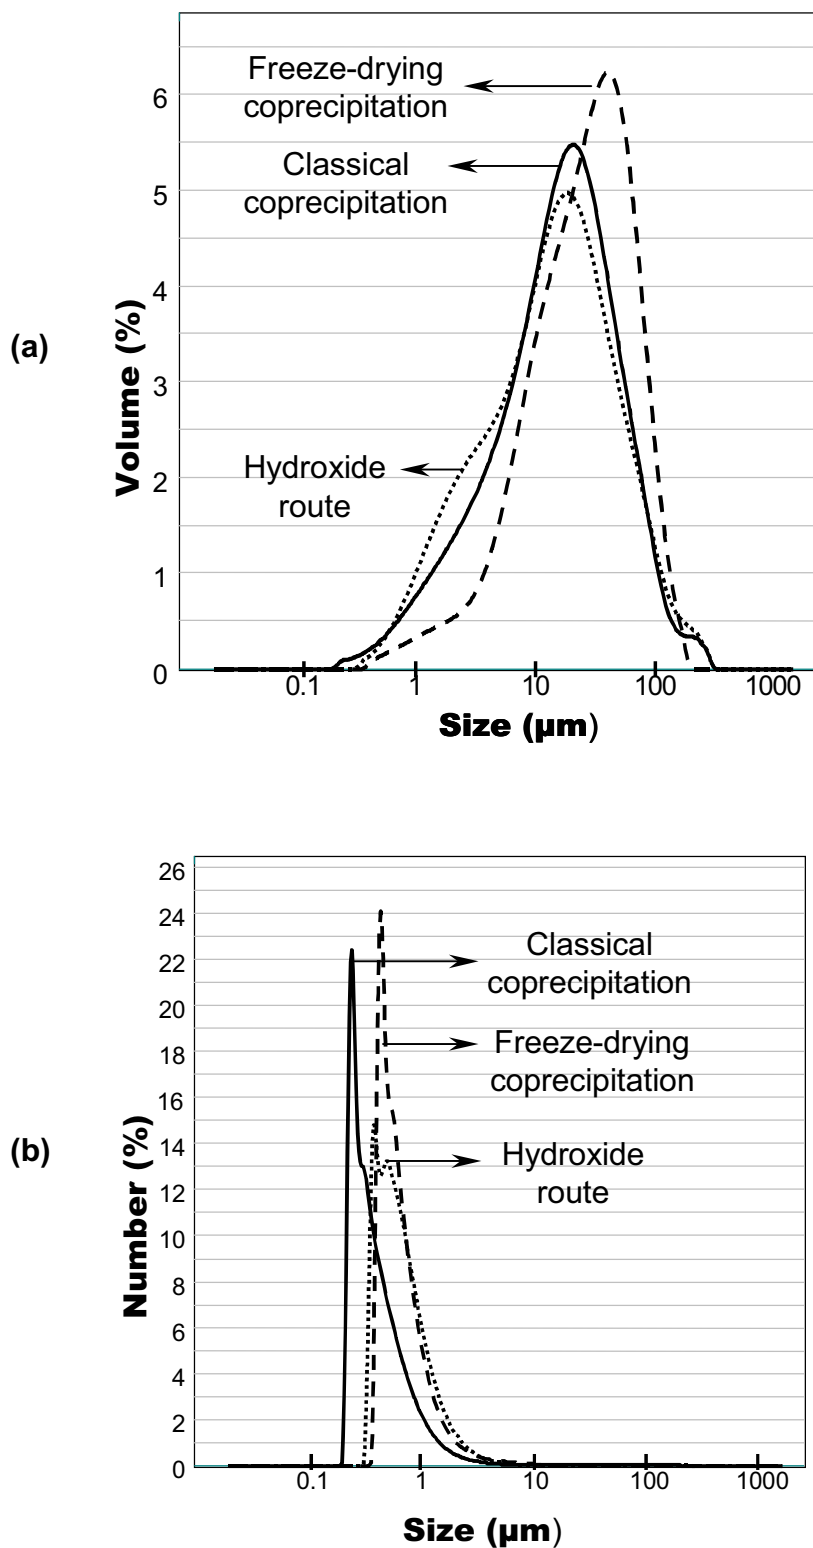 (a)
Volume (%)
6
5
4
3
2
1
0
Freeze-drying
coprecipitation
Classical
coprecipitation
Hydroxide
route
0.1 1 10 100 1000
Size (µm)
(b)
Number (%)
26
24
22
20
18
16
14
12
10
8
6
4
2
0
Classical
coprecipitation
Freeze-drying
coprecipitation
Hydroxide
route
0.1 1 10 100 1000
Size (µm)